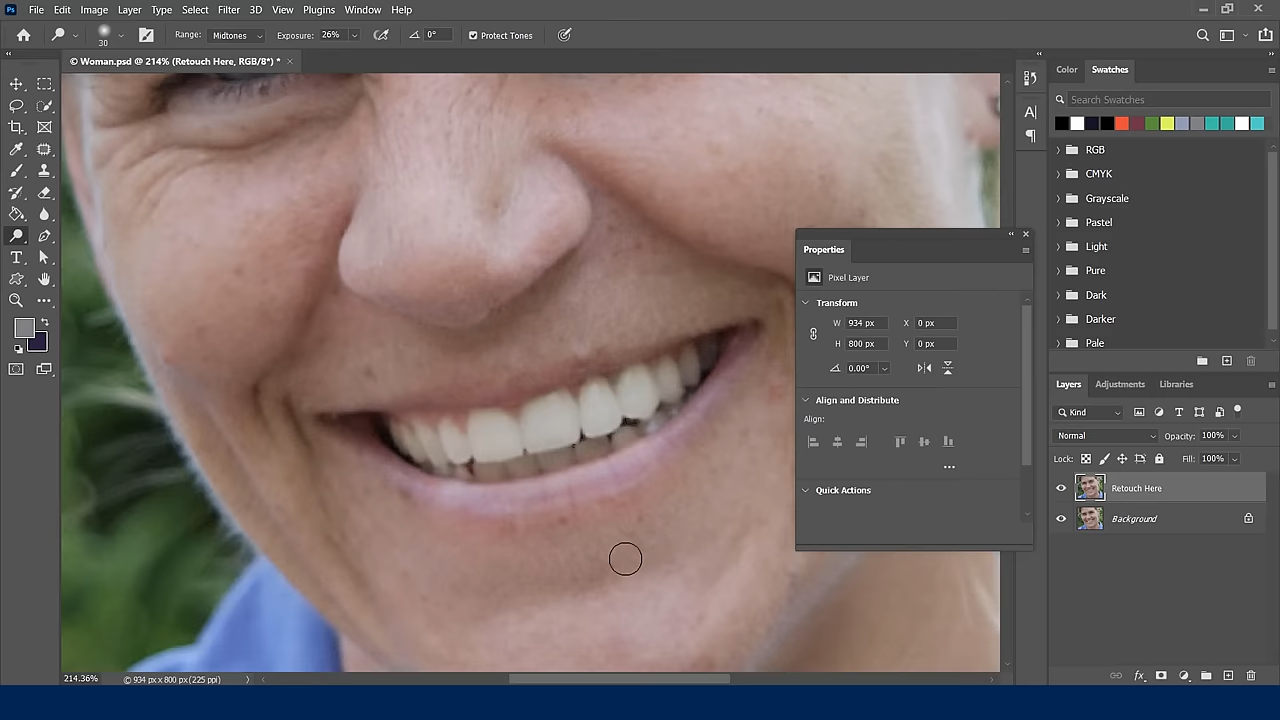 Ps File Edit Image Layer Type Select Filter 3D View Plugins Window Help
30 Range: Midtones Exposure: 26% 0° Protect Tones
© Woman.psd @ 214% (Retouch Here, RGB/8*) * ×
Color Swatches
Search Swatches
RGB
CMYK
Grayscale
Pastel
Light
Pure
Dark
Darker
Pale
Properties
Pixel Layer
Transform
W 934 px X 0 px
H 800 px Y 0 px
0.00°
Align and Distribute
Align:
Quick Actions
Layers Adjustments Libraries
Kind
Normal Opacity: 100%
Lock: Fill: 100%
Retouch Here
Background
214.36% © 934 px x 800 px (225 ppi)